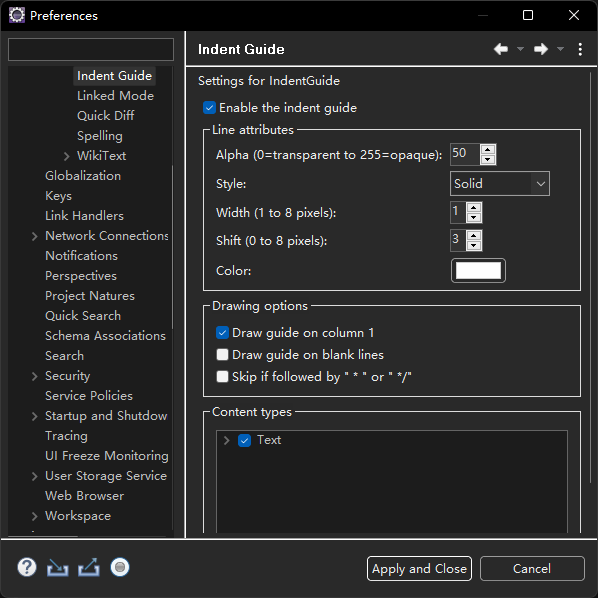 Preferences
Indent Guide
Linked Mode
Quick Diff
Spelling
WikiText
Globalization
Keys
Link Handlers
Network Connections
Notifications
Perspectives
Project Natures
Quick Search
Schema Associations
Search
Security
Service Policies
Startup and Shutdow
Tracing
UI Freeze Monitoring
User Storage Service
Web Browser
Workspace
Indent Guide
Settings for IndentGuide
Enable the indent guide
Line attributes
Alpha (0=transparent to 255=opaque): 50
Style: Solid
Width (1 to 8 pixels): 1
Shift (0 to 8 pixels): 3
Color:
Drawing options
Draw guide on column 1
Draw guide on blank lines
Skip if followed by " * " or " */"
Content types
Text
Apply and Close
Cancel